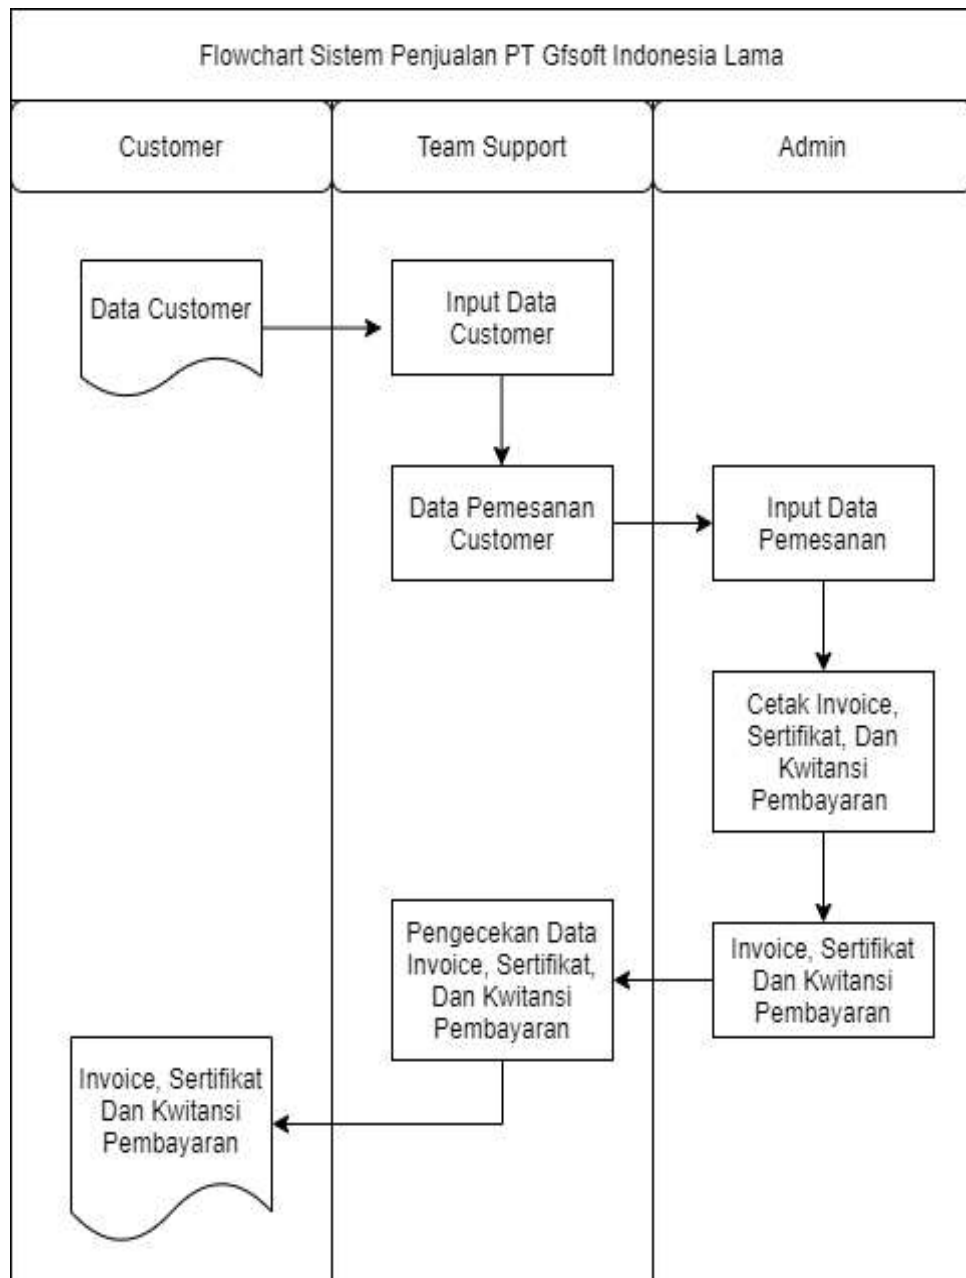 Flowchart Sistem Penjualan PT Gfsoft Indonesia Lama
Customer
Team Support
Admin
Data Customer
Input Data
Customer
Data Pemesanan
Customer
Input Data
Pemesanan
Cetak Invoice,
Sertifikat, Dan
Kwitansi
Pembayaran
Invoice, Sertifikat
Dan Kwitansi
Pembayaran
Pengecekan Data
Invoice, Sertifikat,
Dan Kwitansi
Pembayaran
Invoice, Sertifikat
Dan Kwitansi
Pembayaran